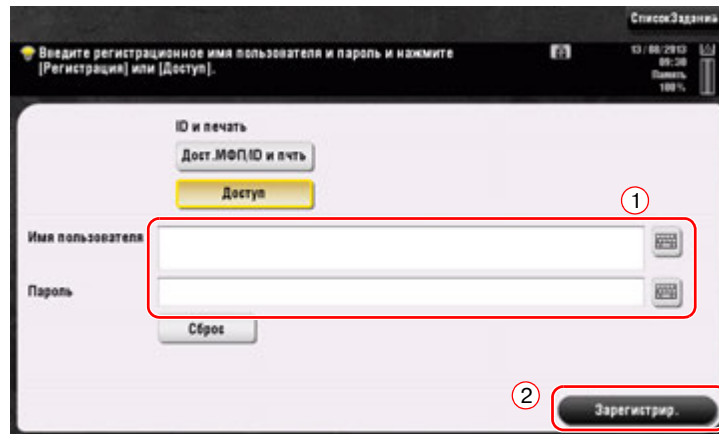 СписокЗадания
Введите регистрационное имя пользователя и пароль и нажмите
[Регистрация] или [Доступ].
13/08/2013
09:30
Память
100%
ID и печать
Дост.МФП/ID и пчть
Доступ
1
Имя пользователя
Пароль
Сброс
2
Зарегистрир.